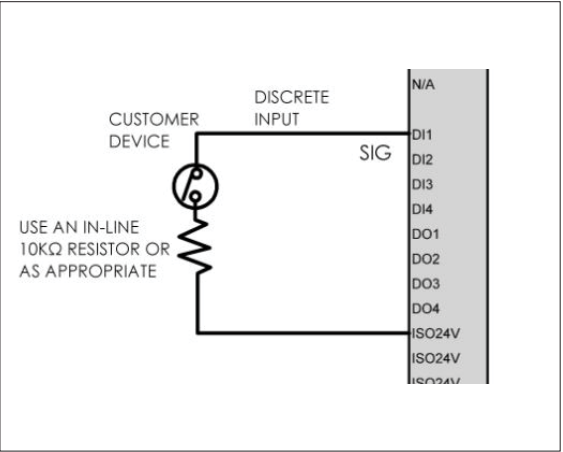 N/A
DISCRETE
INPUT
CUSTOMER
DEVICE
DI1
SIG
DI2
DI3
DI4
USE AN IN-LINE
10KΩ RESISTOR OR
AS APPROPRIATE
DO1
DO2
DO3
DO4
ISO24V
ISO24V
ISO24V